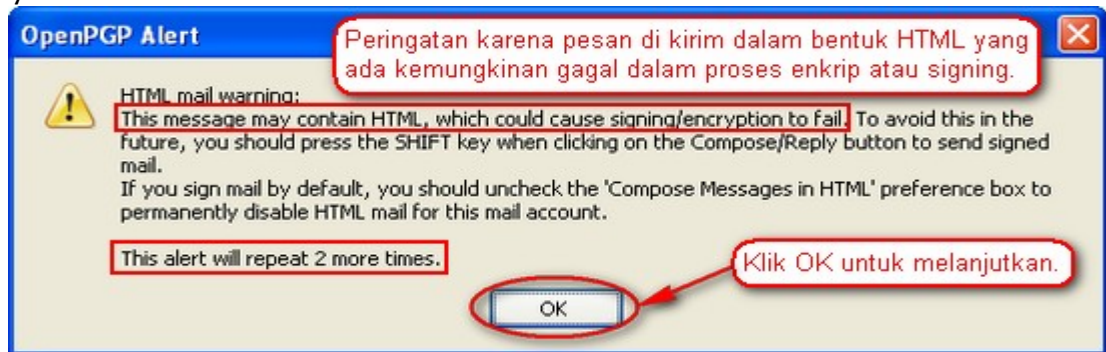 OpenPGP Alert
Peringatan karena pesan di kirim dalam bentuk HTML yang
ada kemungkinan gagal dalam proses enkrip atau signing.
HTML mail warning:
This message may contain HTML, which could cause signing/encryption to fail. To avoid this in the
future, you should press the SHIFT key when clicking on the Compose/Reply button to send signed
mail.
If you sign mail by default, you should uncheck the 'Compose Messages in HTML' preference box to
permanently disable HTML mail for this mail account.
This alert will repeat 2 more times.
Klik OK untuk melanjutkan.
OK